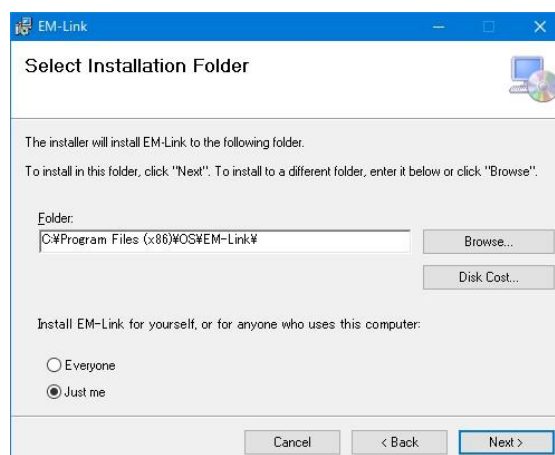 EM-Link
Select Installation Folder
The installer will install EM-Link to the following folder.
To install in this folder, click "Next". To install to a different folder, enter it below or click "Browse".
Folder:
C:¥Program Files (x86)¥OS¥EM-Link¥
Browse...
Disk Cost...
Install EM-Link for yourself, or for anyone who uses this computer:
Everyone
Just me
Cancel
< Back
Next >